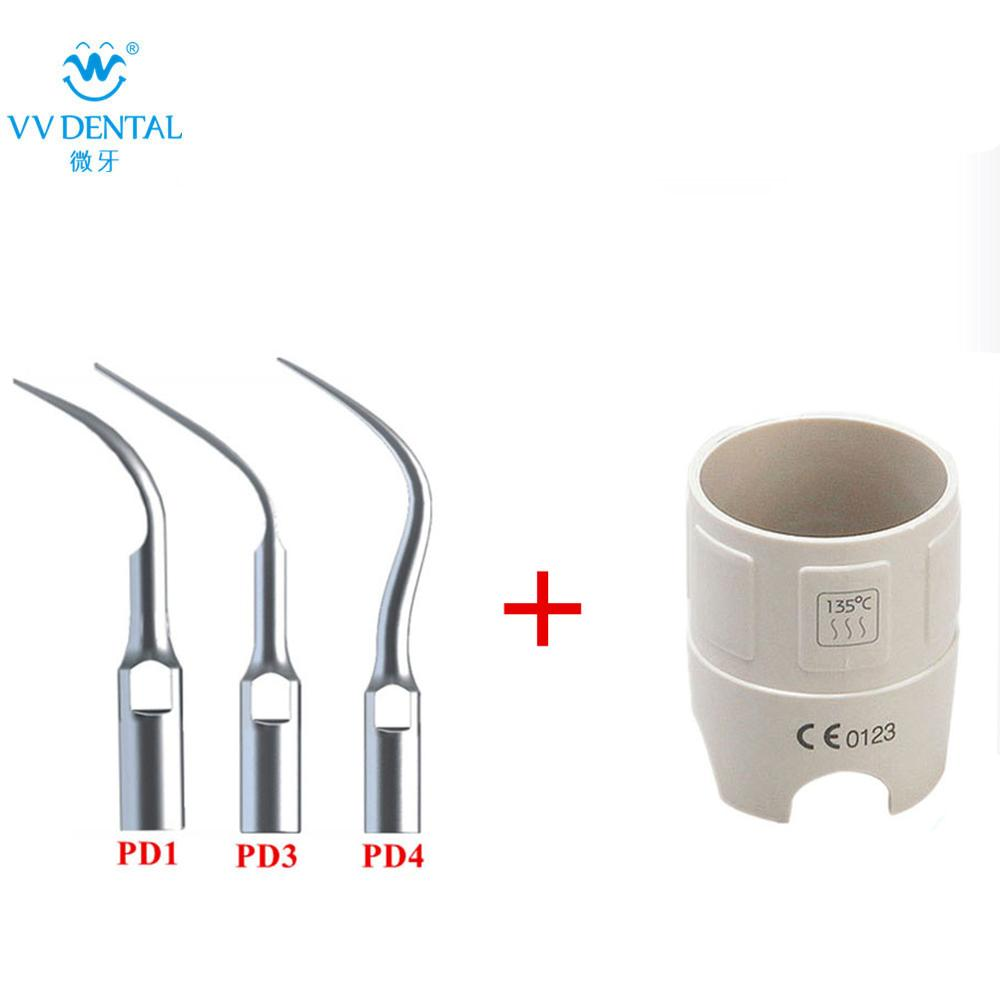 W®
VV DENTAL
微牙
135°C
CE 0123
PD1 PD3 PD4